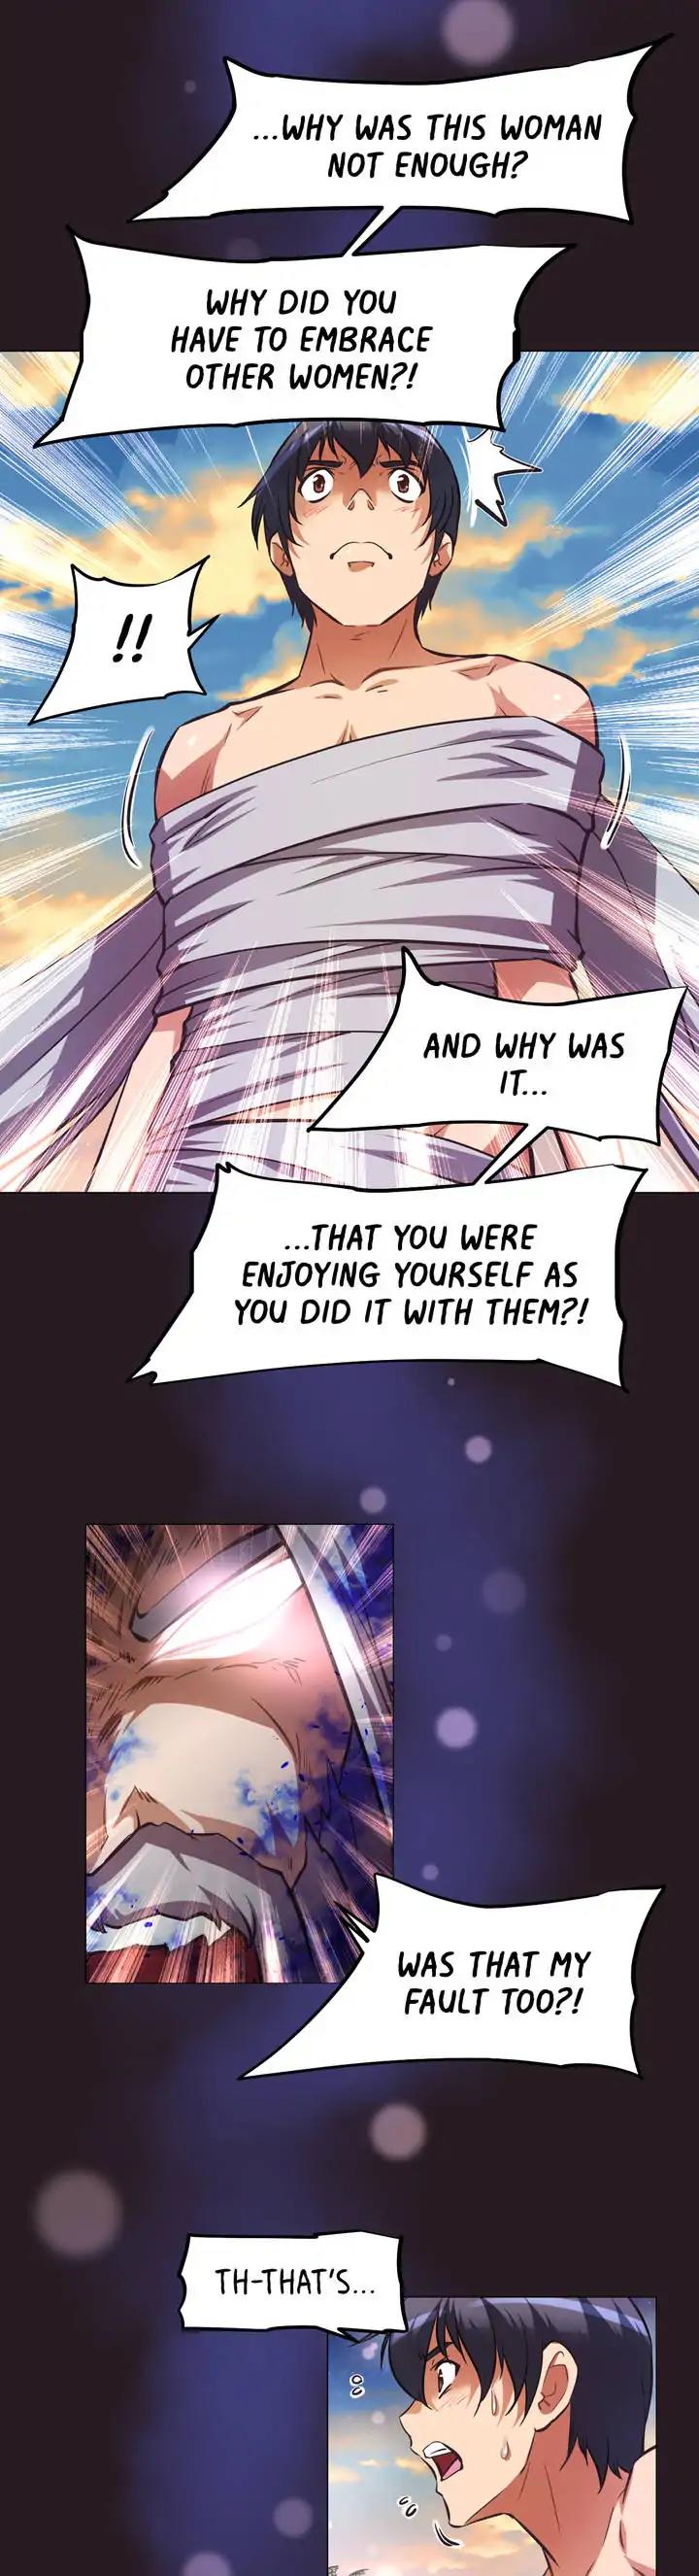 ...WHY WAS THIS WOMAN
NOT ENOUGH?
WHY DID YOU
HAVE TO EMBRACE
OTHER WOMEN?!
!!
AND WHY WAS
IT...
...THAT YOU WERE
ENJOYING YOURSELF AS
YOU DID IT WITH THEM?!
WAS THAT MY
FAULT TOO?!
TH-THAT'S...